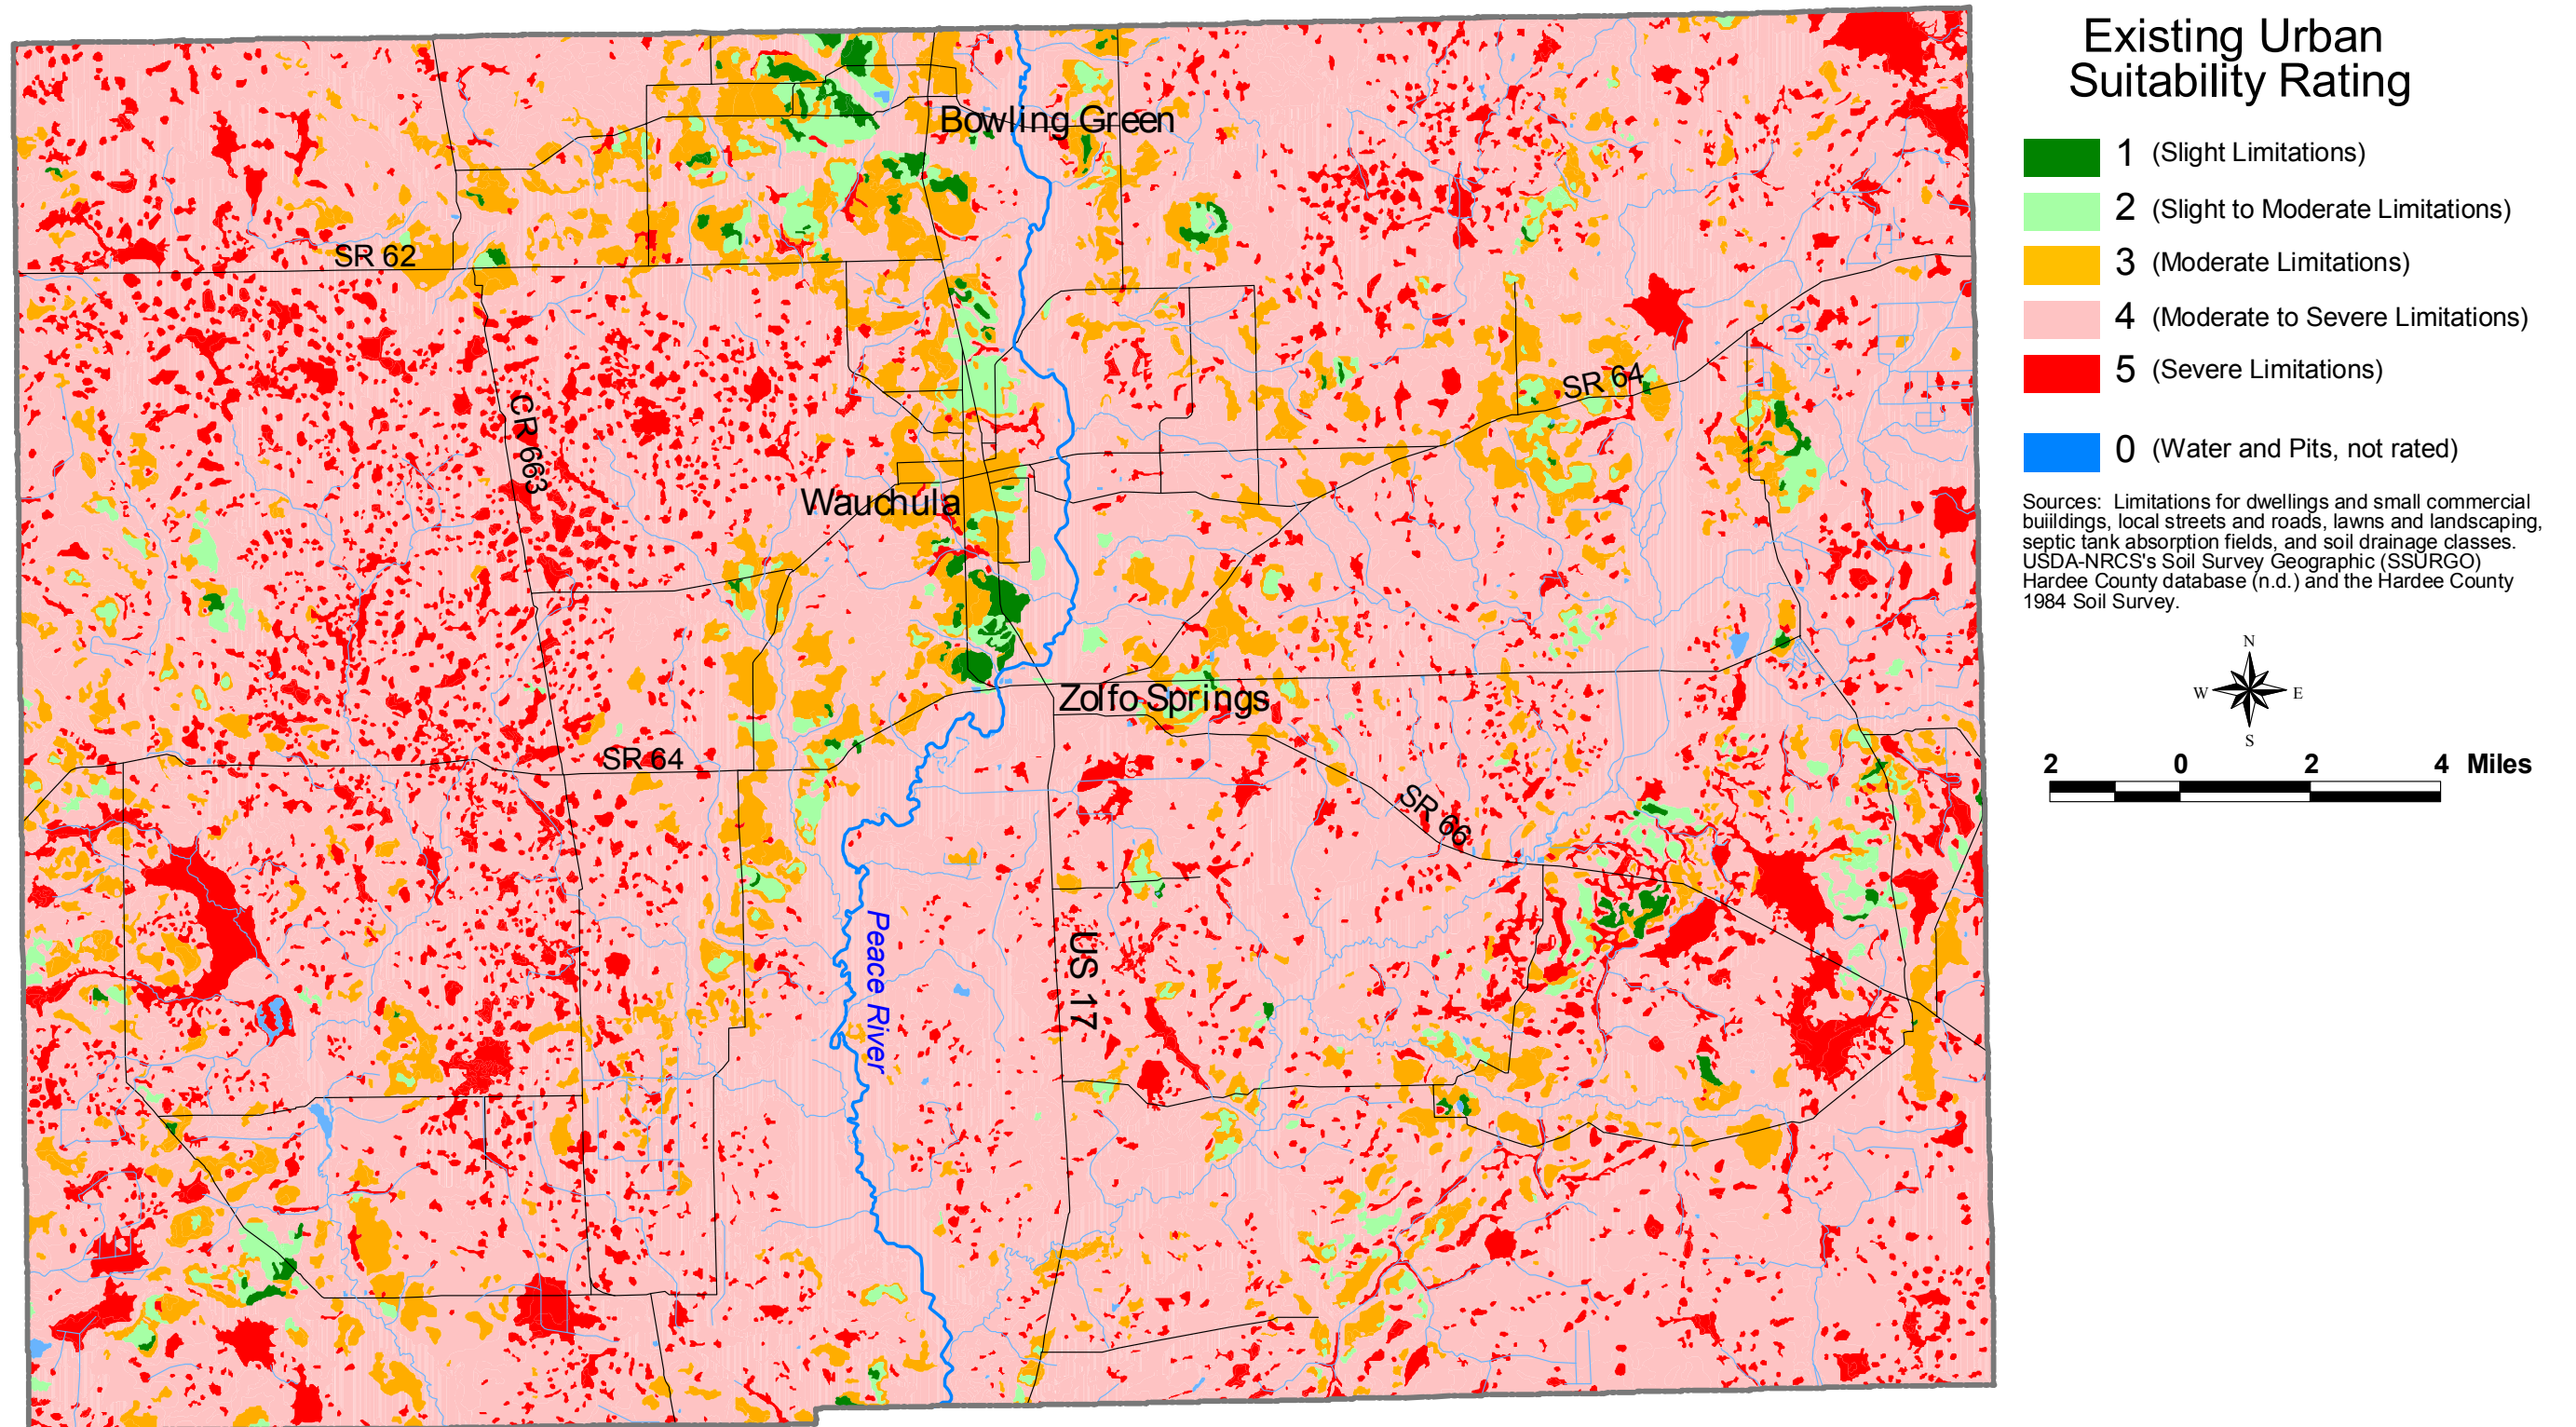 Existing Urban
Suitability Rating
1 (Slight Limitations)
2 (Slight to Moderate Limitations)
3 (Moderate Limitations)
4 (Moderate to Severe Limitations)
5 (Severe Limitations)
0 (Water and Pits, not rated)
Sources: Limitations for dwellings and small commercial
buiildings, local streets and roads, lawns and landscaping,
septic tank absorption fields, and soil drainage classes.
USDA-NRCS's Soil Survey Geographic (SSURGO)
Hardee County database (n.d.) and the Hardee County
1984 Soil Survey.
N
W E
S
2 0 2 4 Miles
Bowling Green
SR 62
SR 64
CR 663
Wauchula
Zolfo Springs
SR 64
SR 66
Peace River
US 17